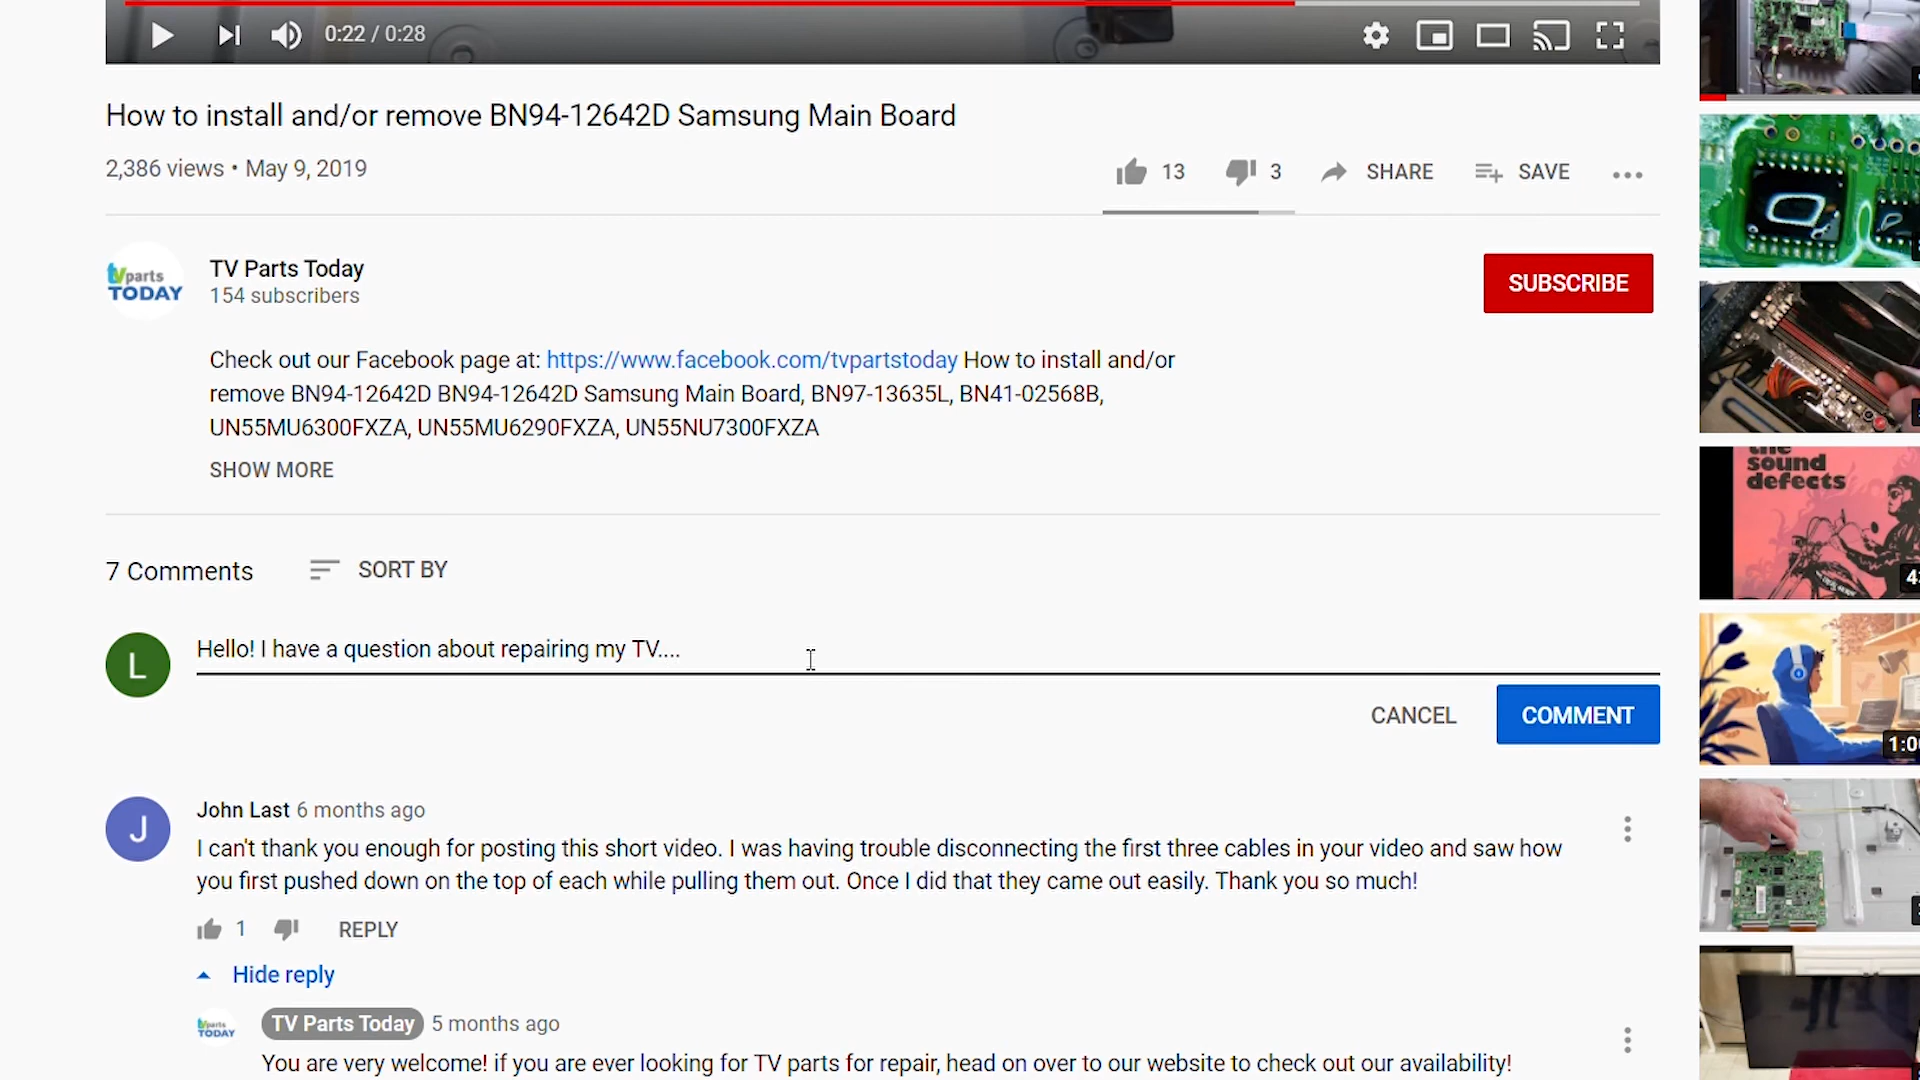 0:22 / 0:28
How to install and/or remove BN94-12642D Samsung Main Board
2,386 views • May 9, 2019
13
3
SHARE
SAVE
tvparts
TODAY
TV Parts Today
154 subscribers
SUBSCRIBE
Check out our Facebook page at: https://www.facebook.com/tvpartstoday How to install and/or
remove BN94-12642D BN94-12642D Samsung Main Board, BN97-13635L, BN41-02568B,
UN55MU6300FXZA, UN55MU6290FXZA, UN55NU7300FXZA
SHOW MORE
7 Comments
SORT BY
L
Hello! I have a question about repairing my TV....
CANCEL
COMMENT
J
John Last 6 months ago
I can't thank you enough for posting this short video. I was having trouble disconnecting the first three cables in your video and saw how
you first pushed down on the top of each while pulling them out. Once I did that they came out easily. Thank you so much!
1
REPLY
Hide reply
tvparts
TODAY
TV Parts Today 5 months ago
You are very welcome! if you are ever looking for TV parts for repair, head on over to our website to check out our availability!
the
sound
defects
4
1:0